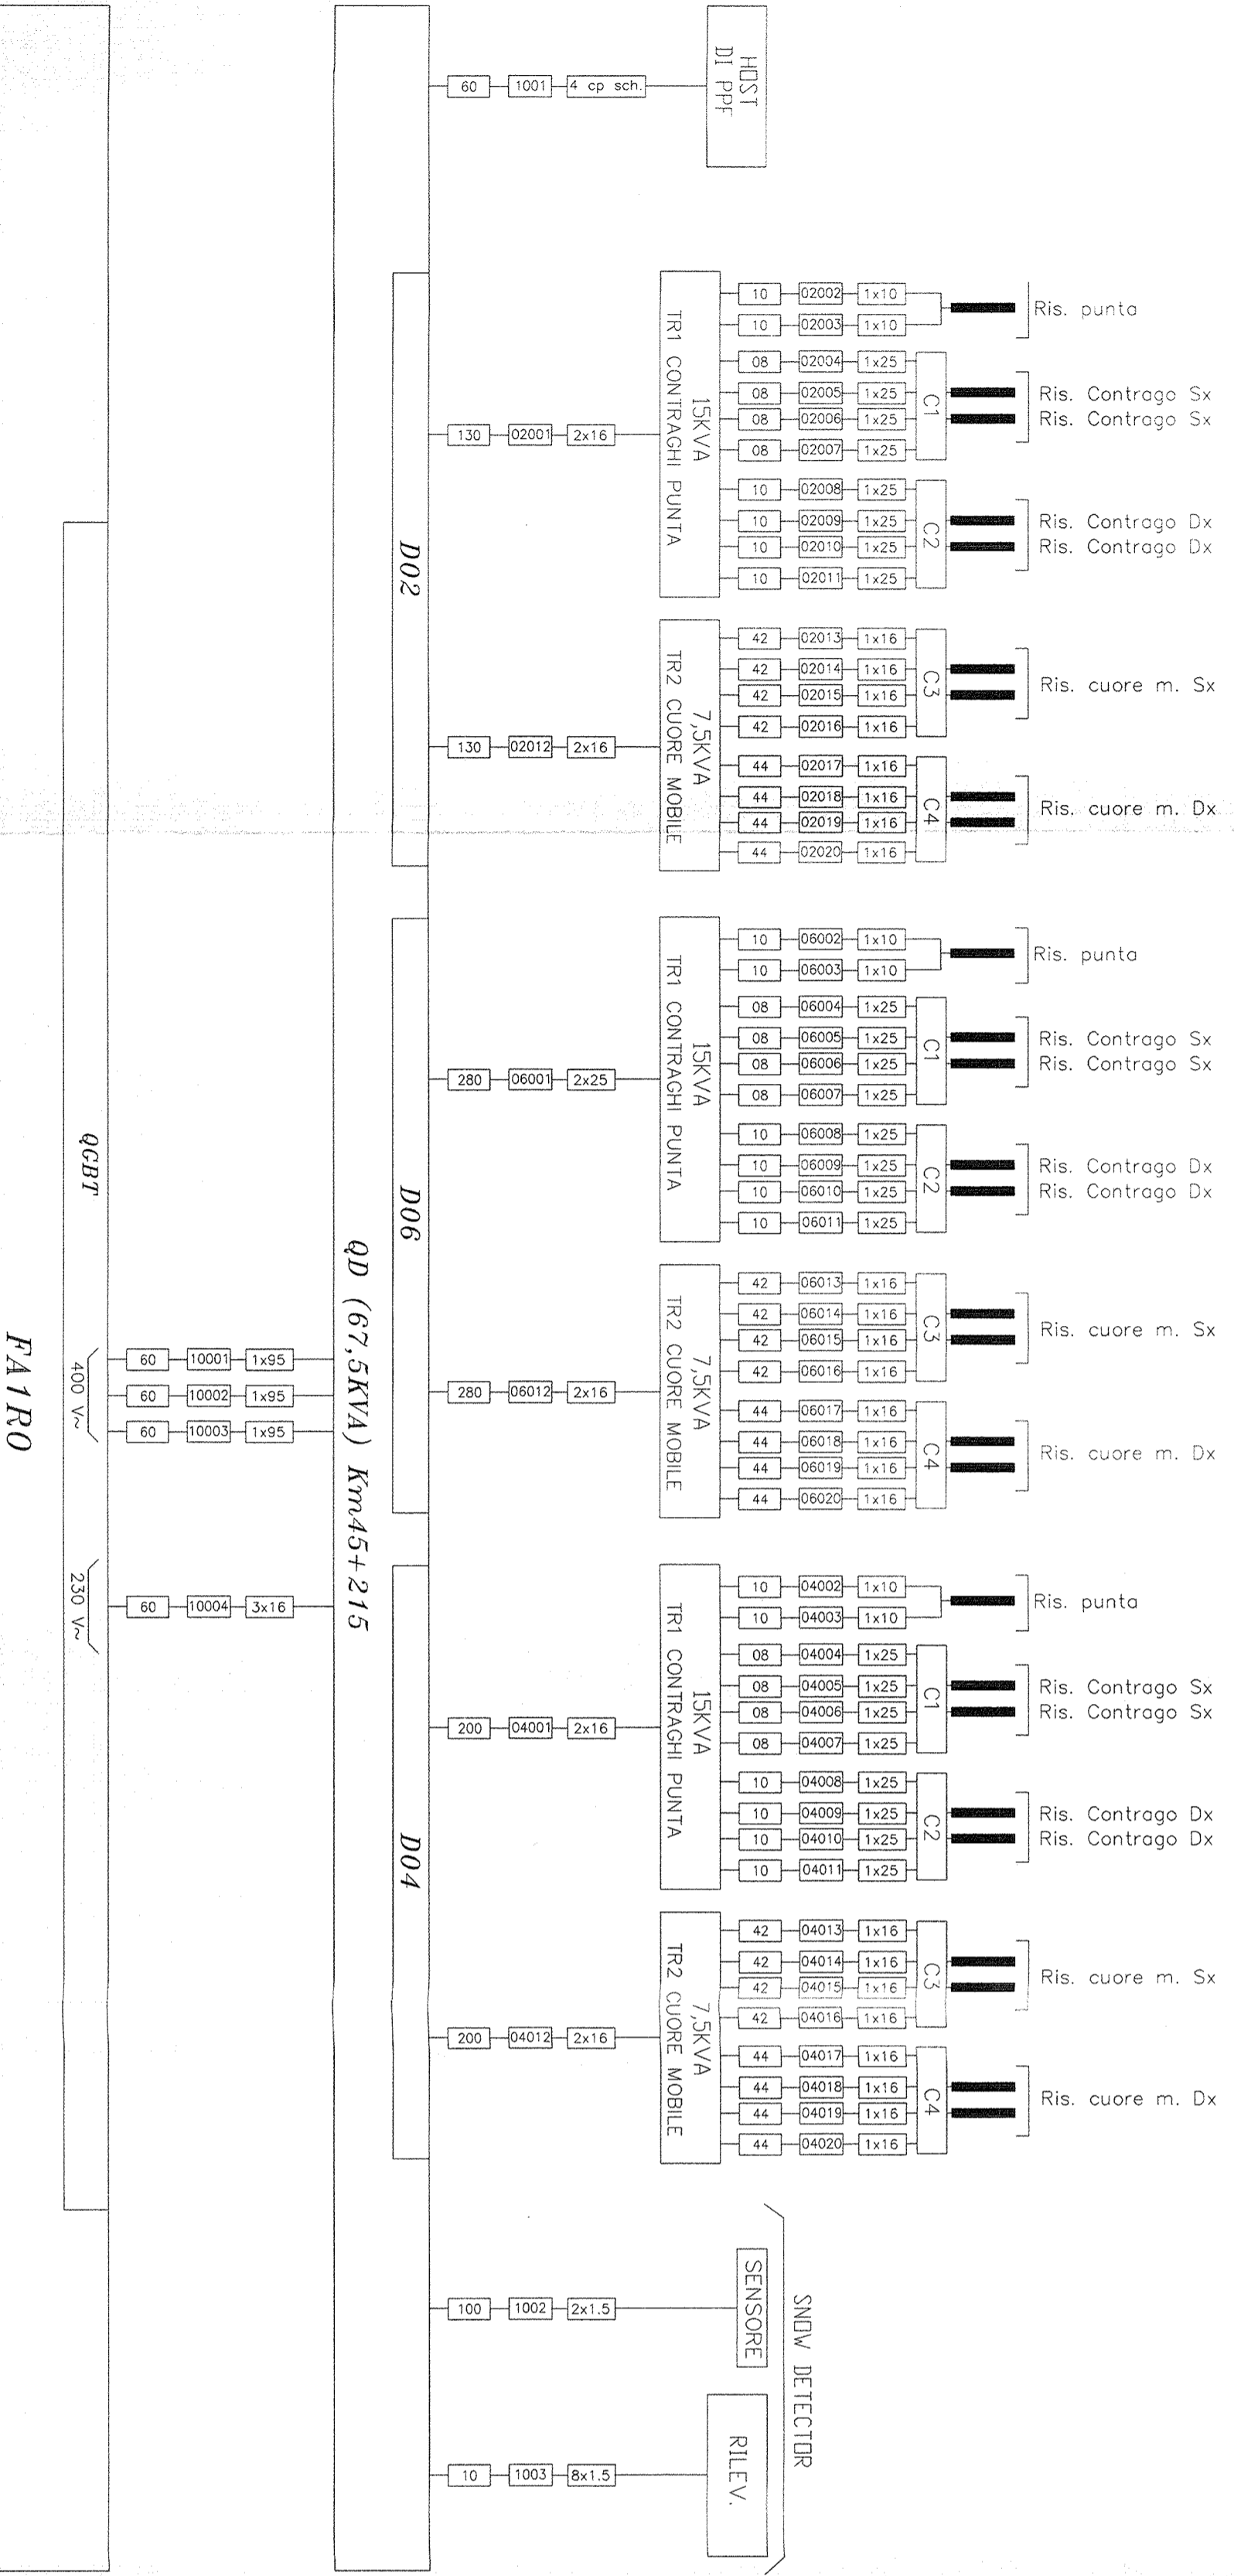 HOST
DI PPF
60 1001 4 cp sch.
10 02002 1x10
Ris. punta
10 02003 1x10
08 02004 1x25
08 02005 1x25
Ris. Contrago Sx
08 02006 1x25
Ris. Contrago Sx
08 02007 1x25
C1
10 02008 1x25
10 02009 1x25
Ris. Contrago Dx
10 02010 1x25
Ris. Contrago Dx
10 02011 1x25
C2
15KVA
TR1 CONTRAGHI PUNTA
130 02001 2x16
42 02013 1x16
42 02014 1x16
42 02015 1x16
42 02016 1x16
C3
Ris. cuore m. Sx
44 02017 1x16
44 02018 1x16
44 02019 1x16
44 02020 1x16
C4
Ris. cuore m. Dx
7,5KVA
TR2 CUORE MOBILE
130 02012 2x16
D02
10 06002 1x10
Ris. punta
10 06003 1x10
08 06004 1x25
08 06005 1x25
Ris. Contrago Sx
08 06006 1x25
Ris. Contrago Sx
08 06007 1x25
C1
10 06008 1x25
10 06009 1x25
Ris. Contrago Dx
10 06010 1x25
Ris. Contrago Dx
10 06011 1x25
C2
15KVA
TR1 CONTRAGHI PUNTA
280 06001 2x25
42 06013 1x16
42 06014 1x16
42 06015 1x16
42 06016 1x16
C3
Ris. cuore m. Sx
44 06017 1x16
44 06018 1x16
44 06019 1x16
44 06020 1x16
C4
Ris. cuore m. Dx
7,5KVA
TR2 CUORE MOBILE
280 06012 2x16
D06
10 04002 1x10
Ris. punta
10 04003 1x10
08 04004 1x25
08 04005 1x25
Ris. Contrago Sx
08 04006 1x25
Ris. Contrago Sx
08 04007 1x25
C1
10 04008 1x25
10 04009 1x25
Ris. Contrago Dx
10 04010 1x25
Ris. Contrago Dx
10 04011 1x25
C2
15KVA
TR1 CONTRAGHI PUNTA
200 04001 2x16
42 04013 1x16
42 04014 1x16
42 04015 1x16
42 04016 1x16
C3
Ris. cuore m. Sx
44 04017 1x16
44 04018 1x16
44 04019 1x16
44 04020 1x16
C4
Ris. cuore m. Dx
7,5KVA
TR2 CUORE MOBILE
200 04012 2x16
D04
SNOW DETECTOR
SENSORE
100 1002 2x1.5
RILEV.
10 1003 8x1.5
QD (67,5KVA) Km45+215
60 10001 1x95
60 10002 1x95
60 10003 1x95
60 10004 3x16
QGBT
400 V~
230 V~
FA1RO